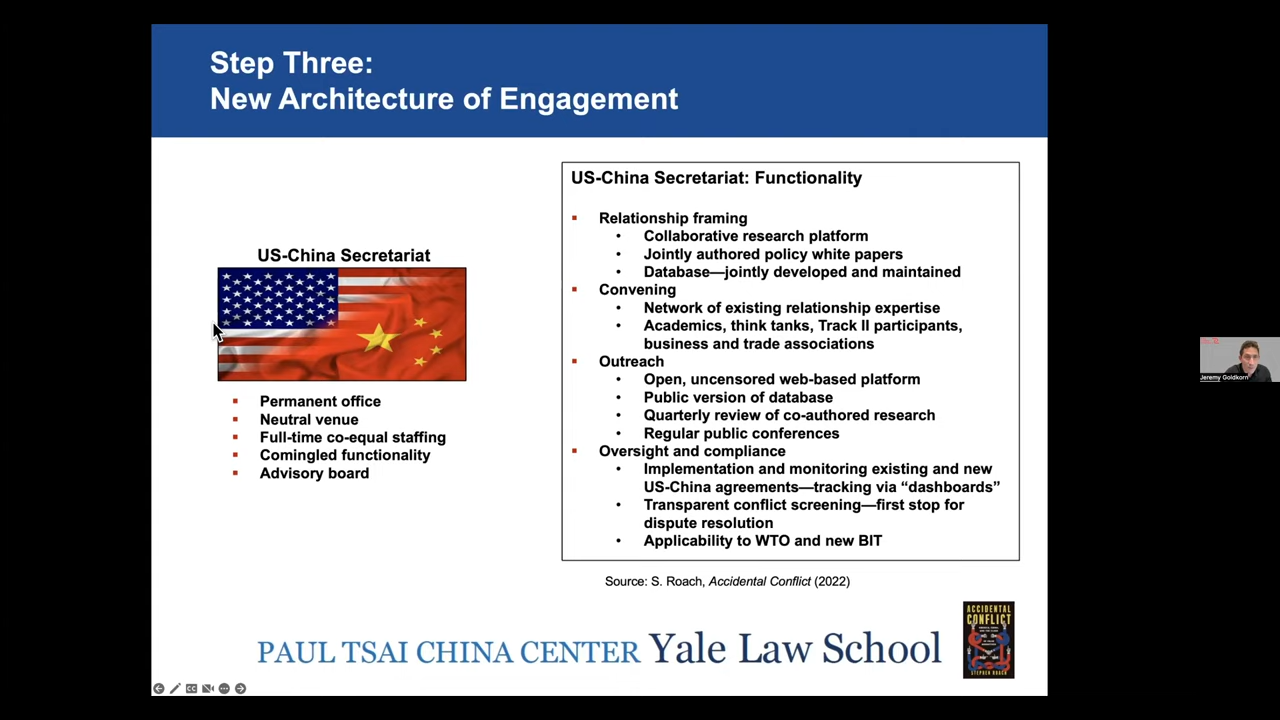 Step Three:
New Architecture of Engagement
US-China Secretariat
Permanent office
Neutral venue
Full-time co-equal staffing
Comingled functionality
Advisory board
US-China Secretariat: Functionality
Relationship framing
Collaborative research platform
Jointly authored policy white papers
Database—jointly developed and maintained
Convening
Network of existing relationship expertise
Academics, think tanks, Track II participants,
business and trade associations
Outreach
Open, uncensored web-based platform
Public version of database
Quarterly review of co-authored research
Regular public conferences
Oversight and compliance
Implementation and monitoring existing and new
US-China agreements—tracking via “dashboards”
Transparent conflict screening—first stop for
dispute resolution
Applicability to WTO and new BIT
Source: S. Roach, Accidental Conflict (2022)
PAUL TSAI CHINA CENTER Yale Law School
ACCIDENTAL
CONFLICT
STEPHEN ROACH
CC
Jeremy Goldkorn